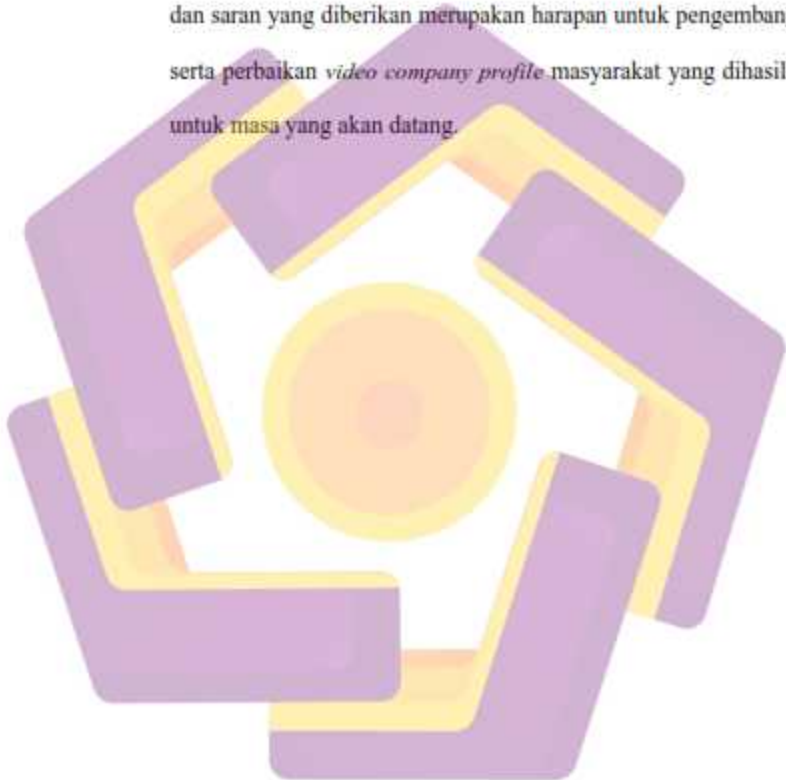 dan saran yang diberikan merupakan harapan untuk pengemban
serta perbaikan video company profile masyarakat yang dihasil
untuk masa yang akan datang.